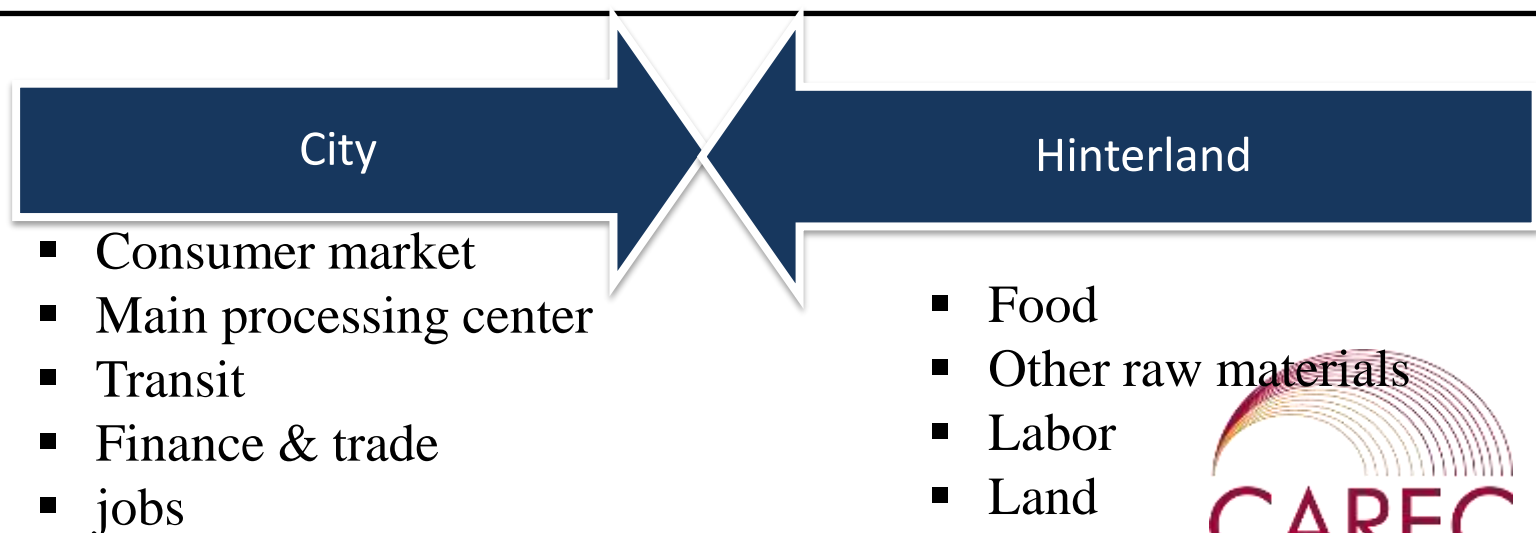 City
Hinterland
▪ Consumer market
▪ Main processing center
▪ Transit
▪ Finance & trade
▪ jobs
▪ Food
▪ Other raw materials
▪ Labor
▪ Land
CAREC